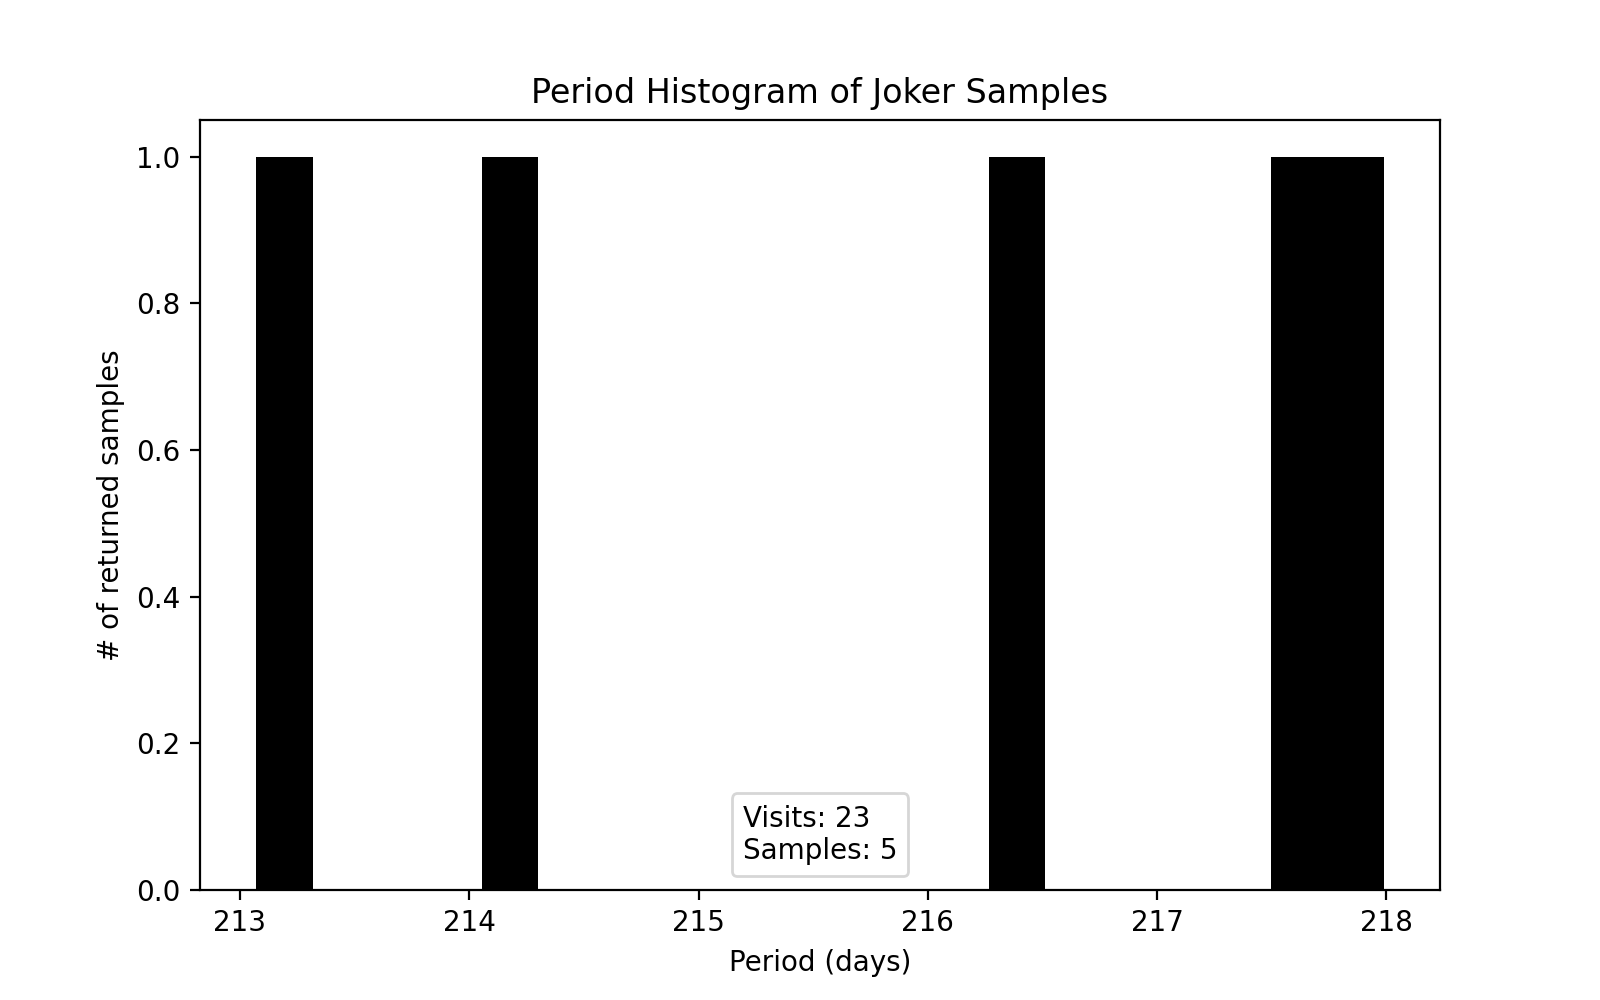 Period Histogram of Joker Samples
1.0
0.8
0.6
0.4
0.2
0.0
# of returned samples
Visits: 23
Samples: 5
213 214 215 216 217 218
Period (days)